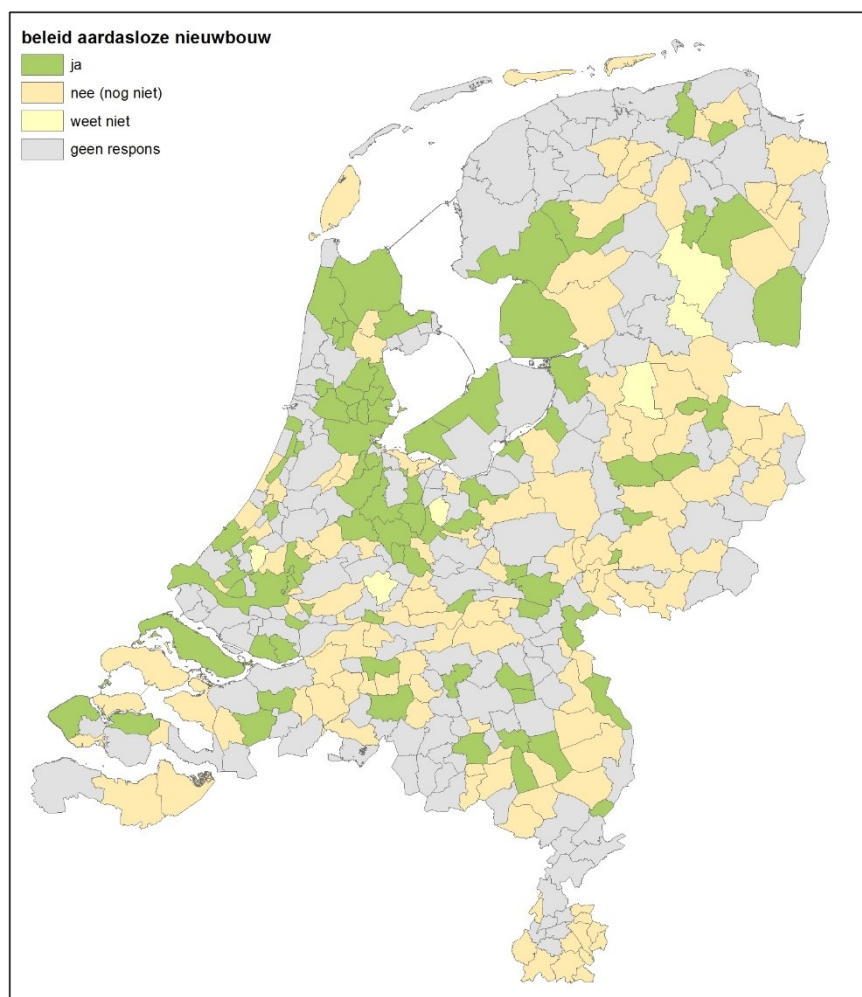 beleid aardasloze nieuwbouw
ja
nee (nog niet)
weet niet
geen respons